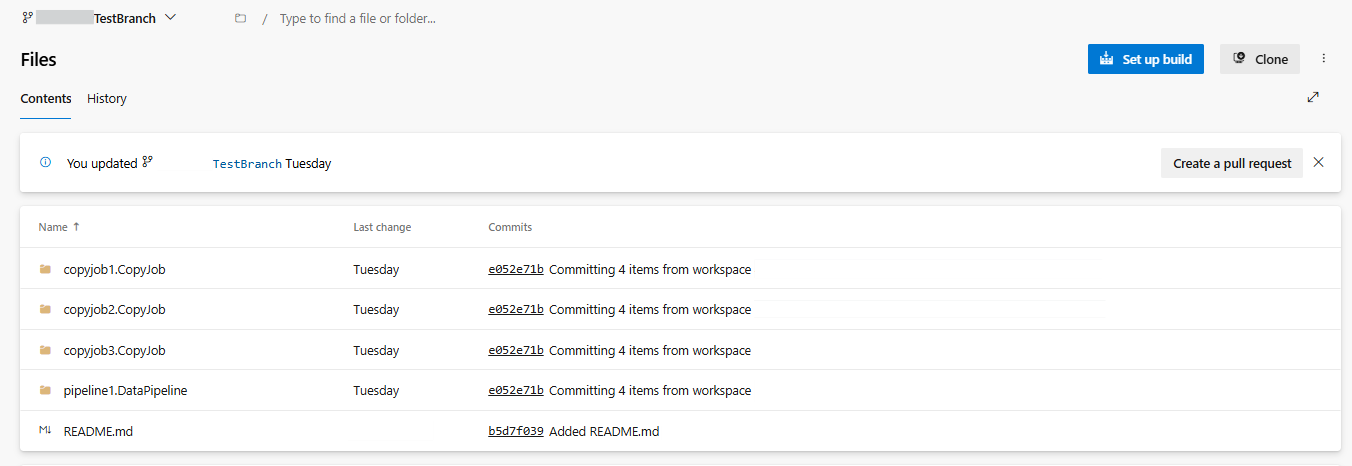 TestBranch / Type to find a file or folder...
Files Set up build Clone
Contents History
You updated TestBranch Tuesday Create a pull request
Name ↑ Last change Commits
copyjob1.CopyJob Tuesday e052e71b Committing 4 items from workspace
copyjob2.CopyJob Tuesday e052e71b Committing 4 items from workspace
copyjob3.CopyJob Tuesday e052e71b Committing 4 items from workspace
pipeline1.DataPipeline Tuesday e052e71b Committing 4 items from workspace
M↓ README.md b5d7f039 Added README.md